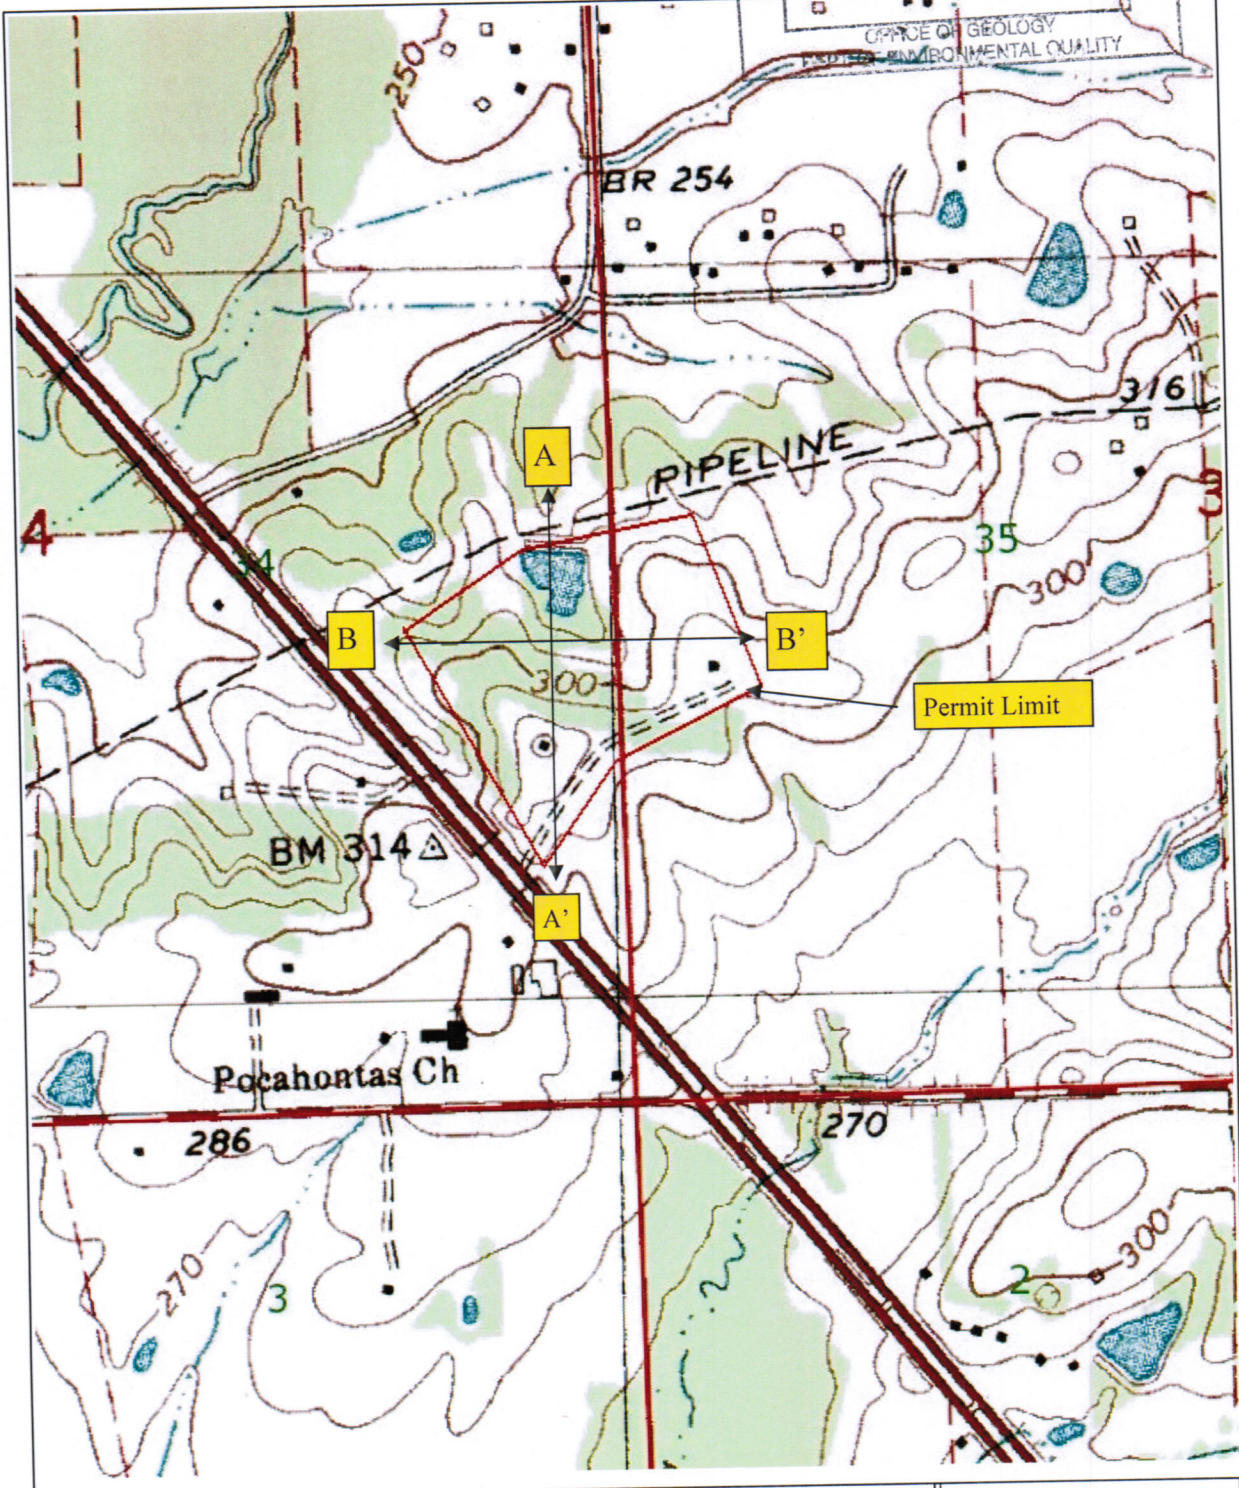 OFFICE OF GEOLOGY
ENVIRONMENTAL QUALITY
250
BR 254
316
A
PIPELINE
4
3
34
35
300
B
B’
300
Permit Limit
BM 314
A’
Pocahontas Ch
286
270
270
3
2
300